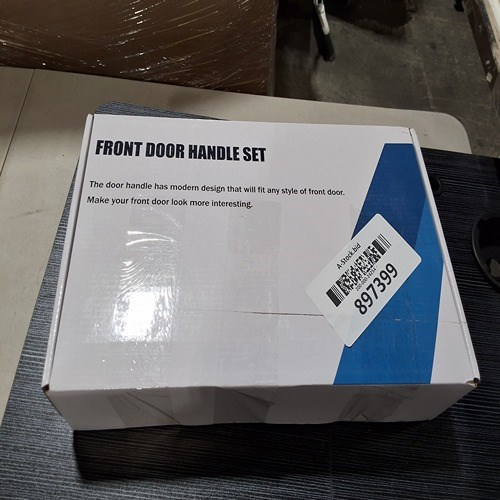 FRONT DOOR HANDLE SET
The door handle has modern design that will fit any style of front door.
Make your front door look more interesting.
A-Stock.bid
897399